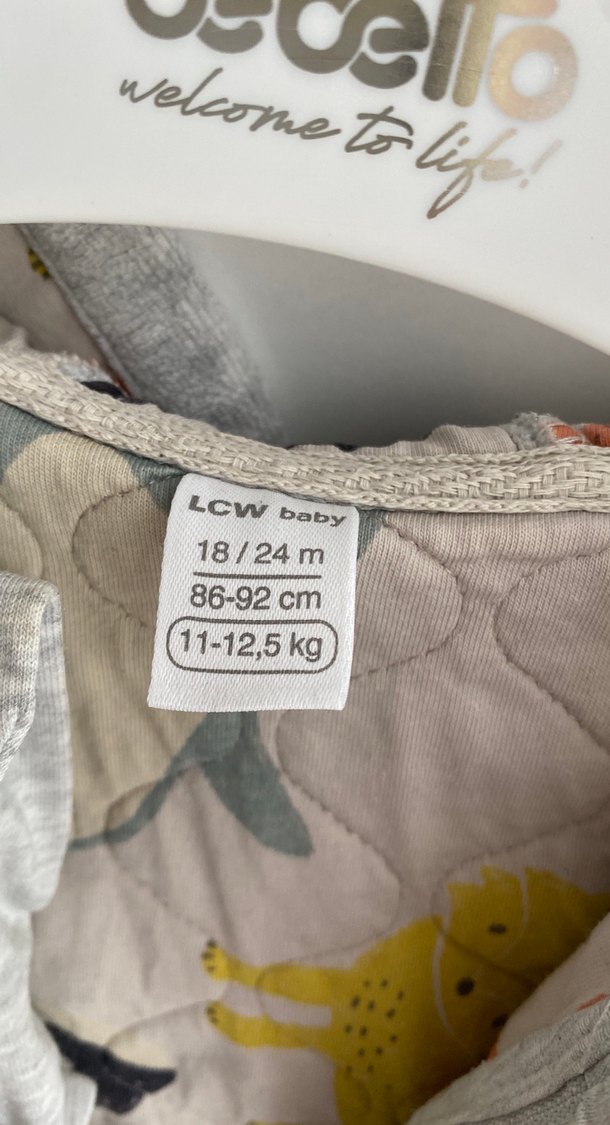 welcome to life!
LCW baby
18 / 24 m
86-92 cm
11-12,5 kg